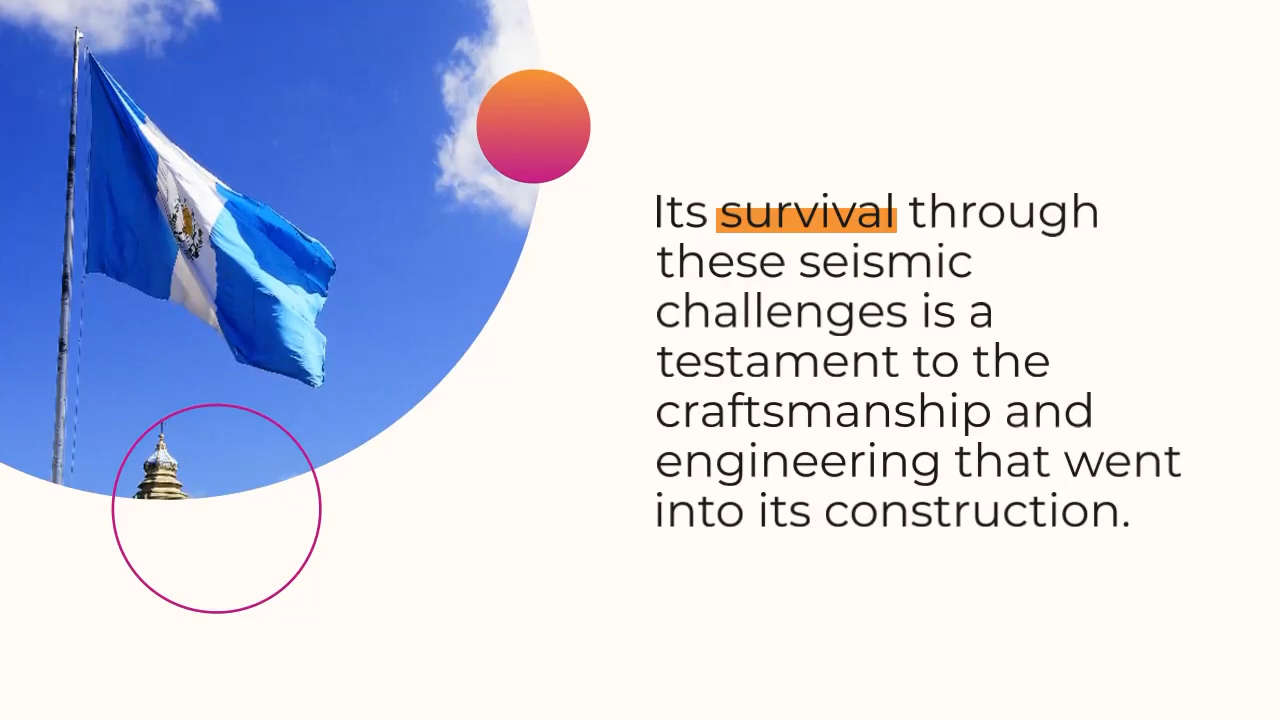 Its survival through
these seismic
challenges is a
testament to the
craftsmanship and
engineering that went
into its construction.